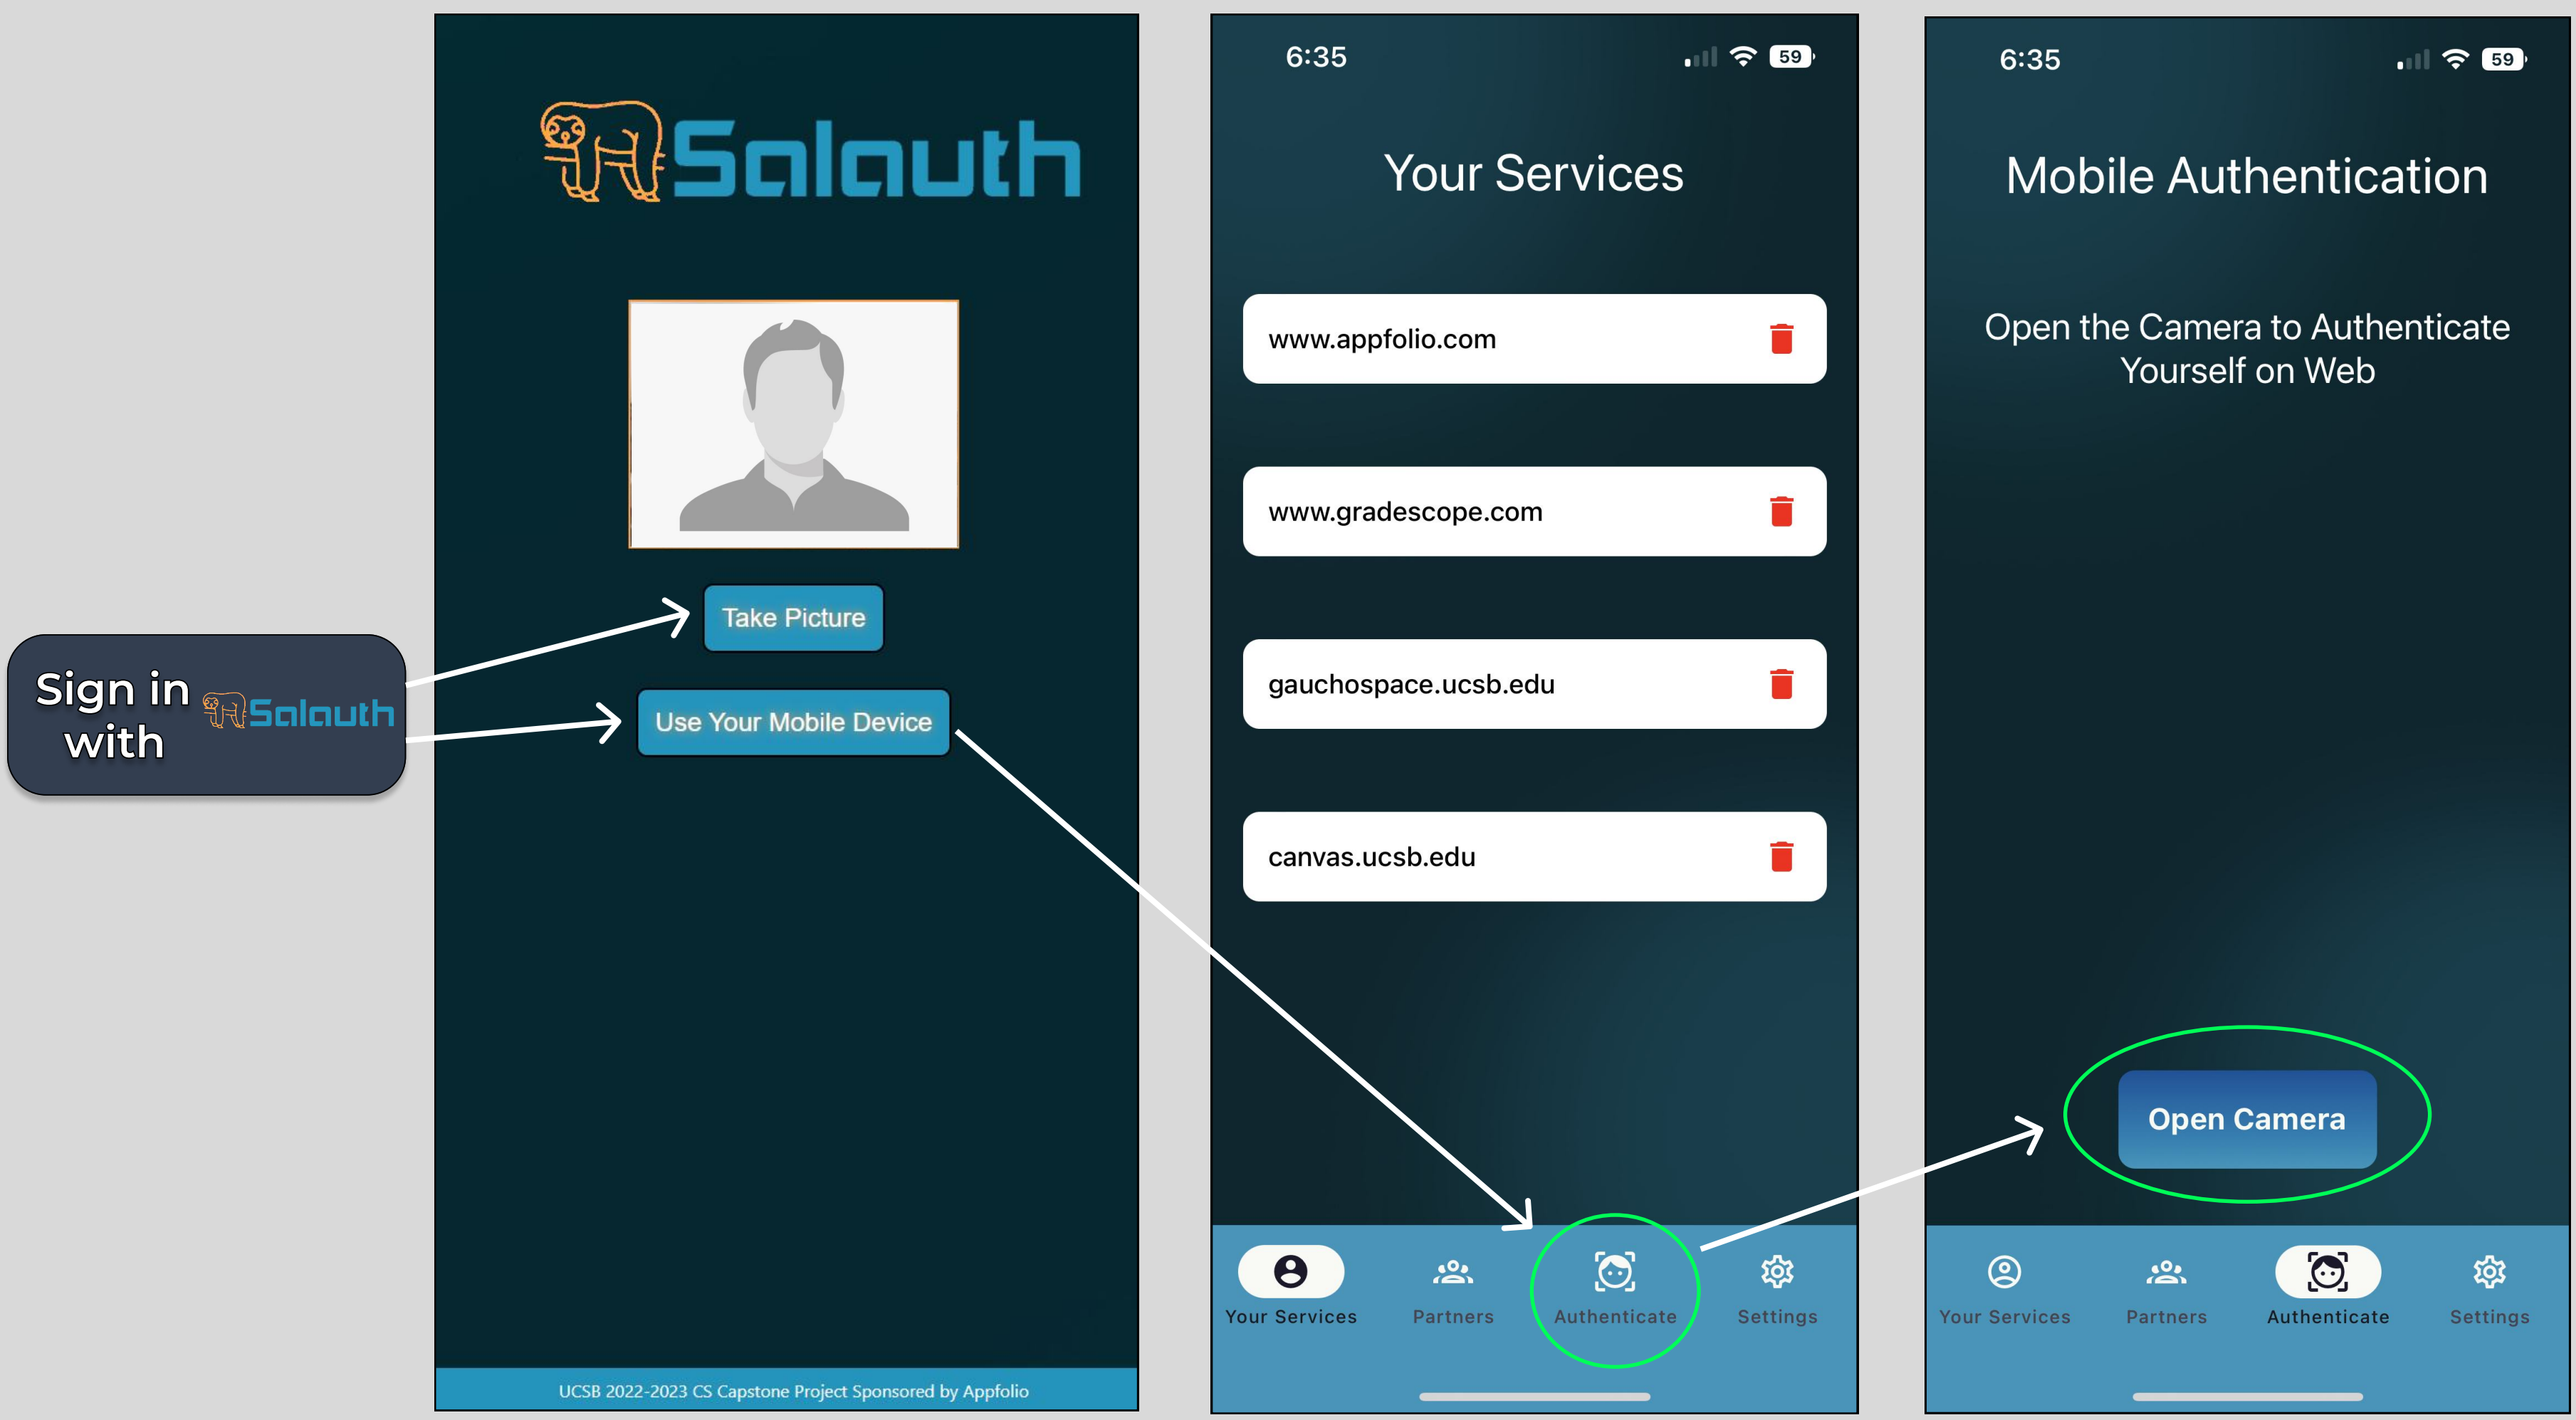 Sign in
with
Salauth
Salauth
Take Picture
Use Your Mobile Device
UCSB 2022-2023 CS Capstone Project Sponsored by Appfolio
6:35
59
Your Services
www.appfolio.com
www.gradescope.com
gauchospace.ucsb.edu
canvas.ucsb.edu
Your Services
Partners
Authenticate
Settings
6:35
59
Mobile Authentication
Open the Camera to Authenticate
Yourself on Web
Open Camera
Your Services
Partners
Authenticate
Settings